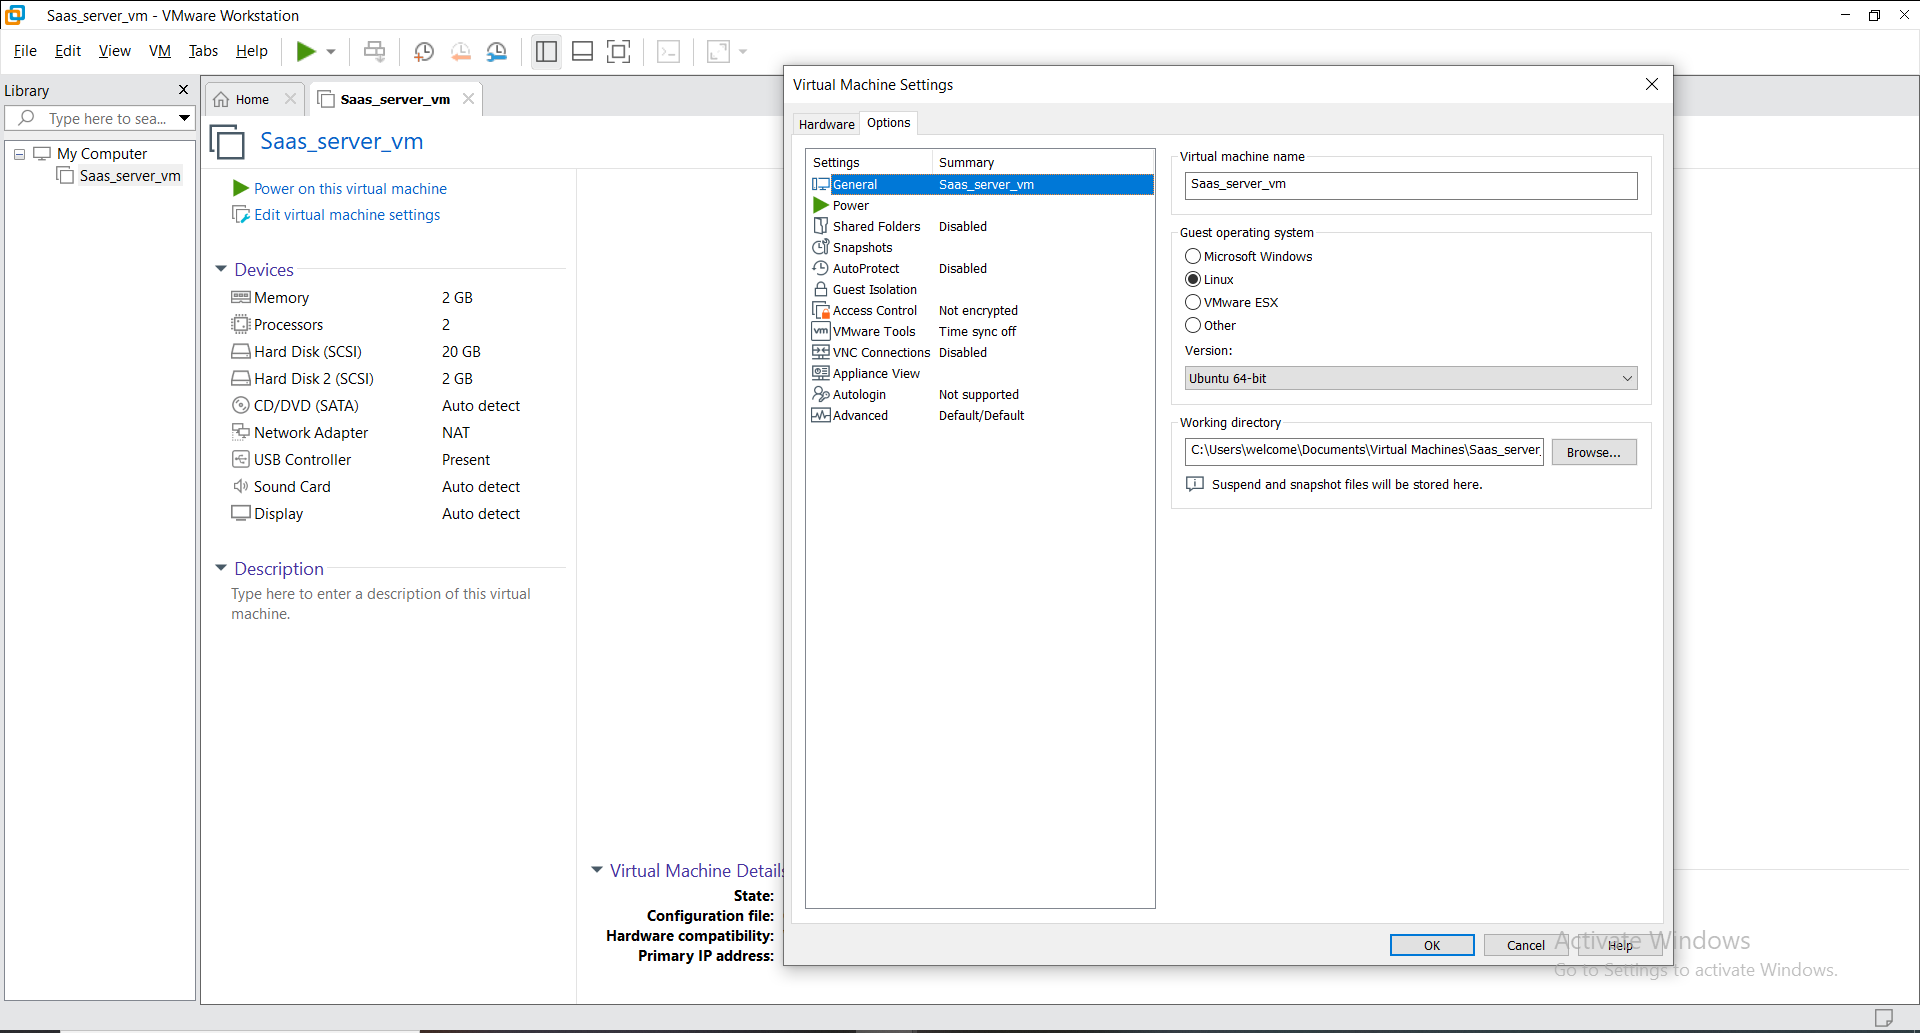 Saas_server_vm - VMware Workstation
File Edit View VM Tabs Help
Library
Type here to sea...
My Computer
Saas_server_vm
Home
Saas_server_vm
Saas_server_vm
Power on this virtual machine
Edit virtual machine settings
Devices
Memory 2 GB
Processors 2
Hard Disk (SCSI) 20 GB
Hard Disk 2 (SCSI) 2 GB
CD/DVD (SATA) Auto detect
Network Adapter NAT
USB Controller Present
Sound Card Auto detect
Display Auto detect
Description
Type here to enter a description of this virtual
machine.
Virtual Machine Details
State:
Configuration file:
Hardware compatibility:
Primary IP address:
Virtual Machine Settings
Hardware Options
Settings Summary
General Saas_server_vm
Power
Shared Folders Disabled
Snapshots
AutoProtect Disabled
Guest Isolation
Access Control Not encrypted
vm VMware Tools Time sync off
VNC Connections Disabled
Appliance View
Autologin Not supported
Advanced Default/Default
Virtual machine name
Saas_server_vm
Guest operating system
Microsoft Windows
Linux
VMware ESX
Other
Version:
Ubuntu 64-bit
Working directory
C:\Users\welcome\Documents\Virtual Machines\Saas_server_
Browse...
Suspend and snapshot files will be stored here.
OK Cancel Help
Activate Windows
Go to Settings to activate Windows.